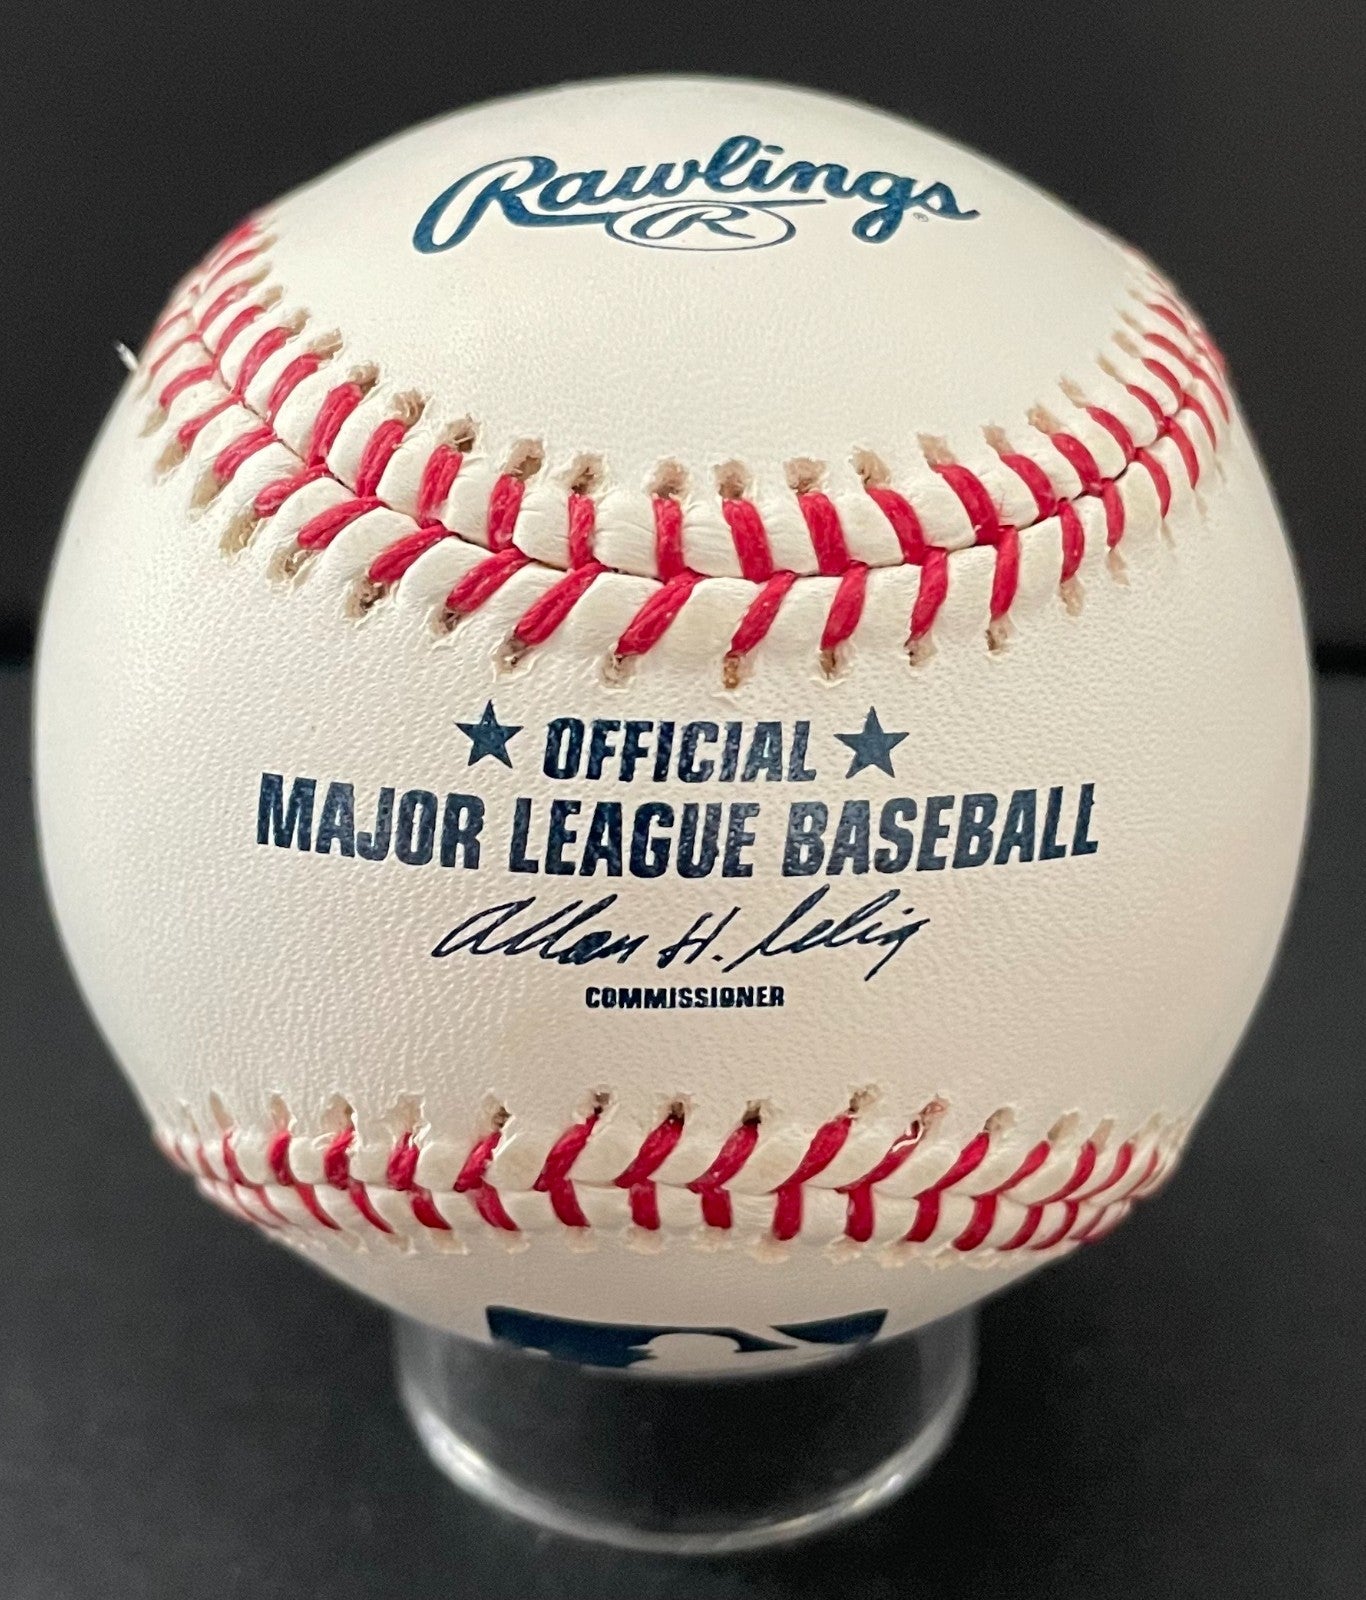 Rawlings
R
OFFICIAL
MAJOR LEAGUE BASEBALL
Allan H. Selig
COMMISSIONER